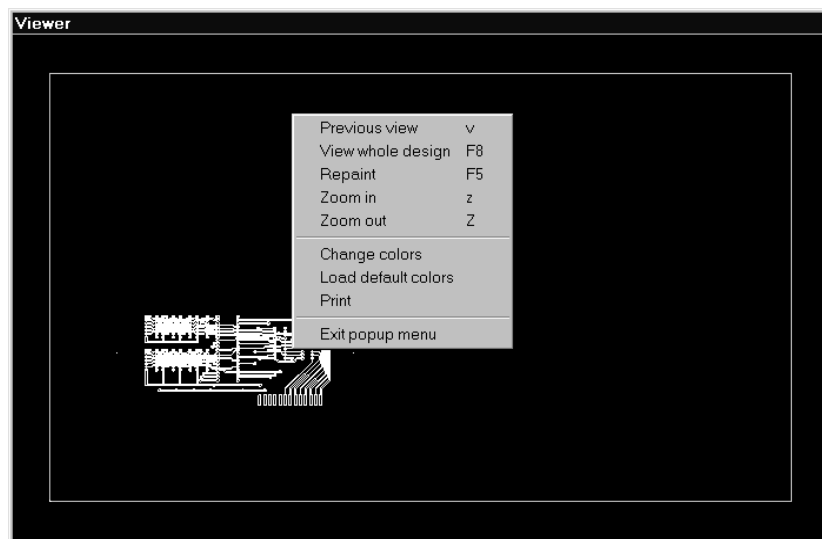 Viewer
Previous view v
View whole design F8
Repaint F5
Zoom in z
Zoom out Z
Change colors
Load default colors
Print
Exit popup menu